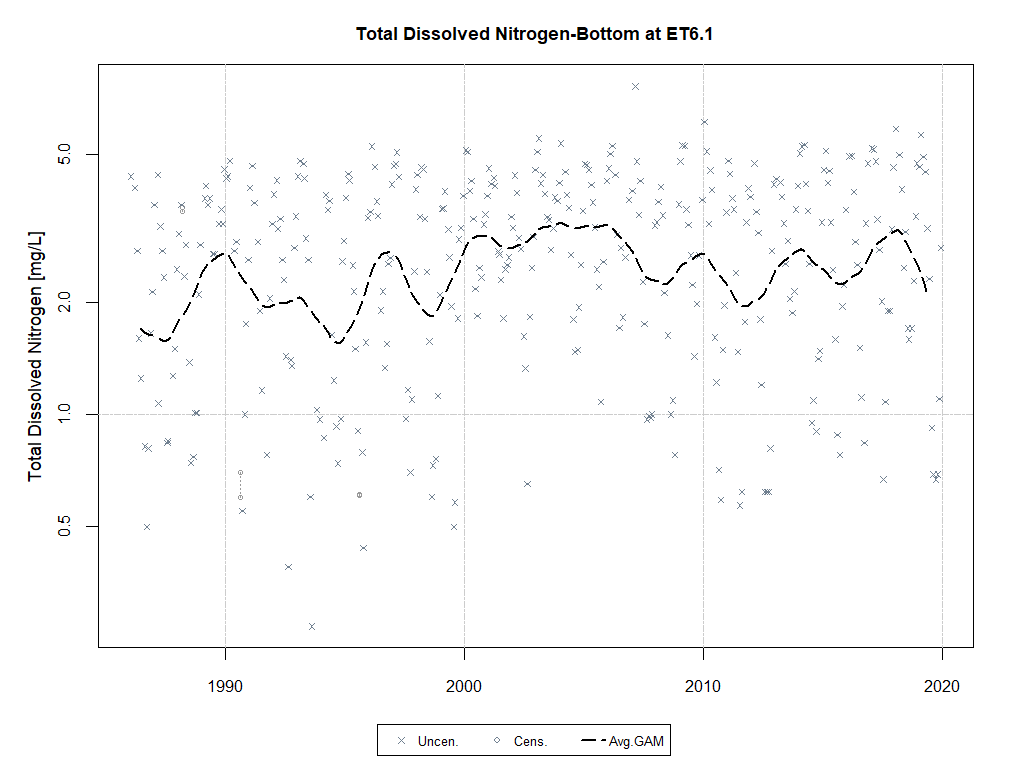 Total Dissolved Nitrogen-Bottom at ET6.1
Total Dissolved Nitrogen [mg/L]
5.0
2.0
1.0
0.5
1990 2000 2010 2020
Uncen. Cens. Avg.GAM